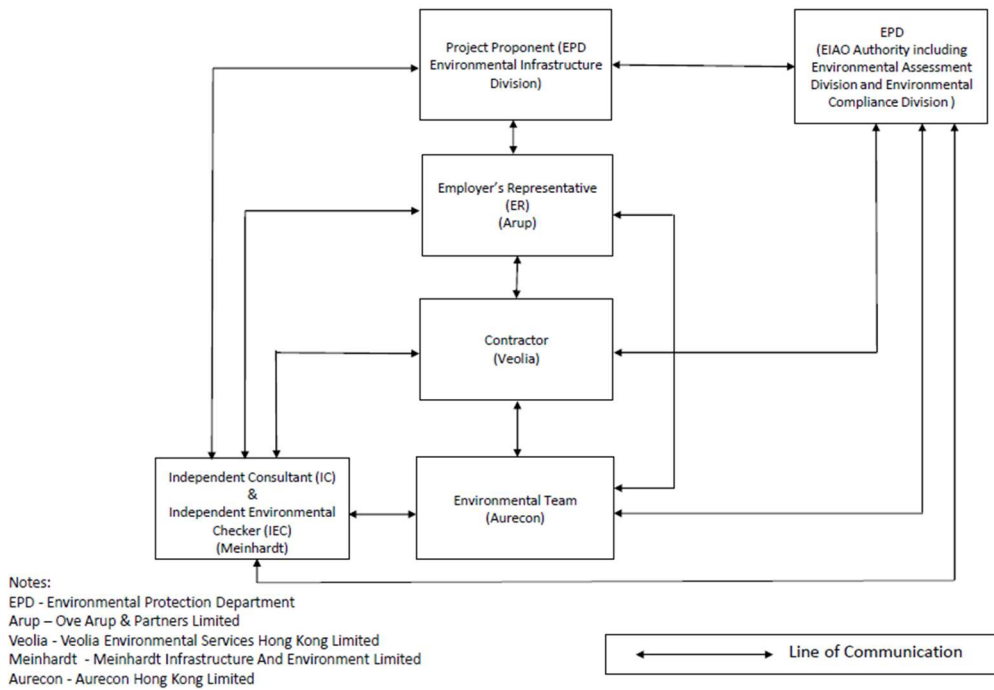 Project Proponent (EPD
Environmental Infrastructure
Division)
EPD
(EIAO Authority including
Environmental Assessment
Division and Environmental
Compliance Division )
Employer's Representative
(ER)
(Arup)
Contractor
(Veolia)
Independent Consultant (IC)
&
Independent Environmental
Checker (IEC)
(Meinhardt)
Environmental Team
(Aurecon)
Notes:
EPD - Environmental Protection Department
Arup – Ove Arup & Partners Limited
Veolia - Veolia Environmental Services Hong Kong Limited
Meinhardt - Meinhardt Infrastructure And Environment Limited
Aurecon - Aurecon Hong Kong Limited
Line of Communication